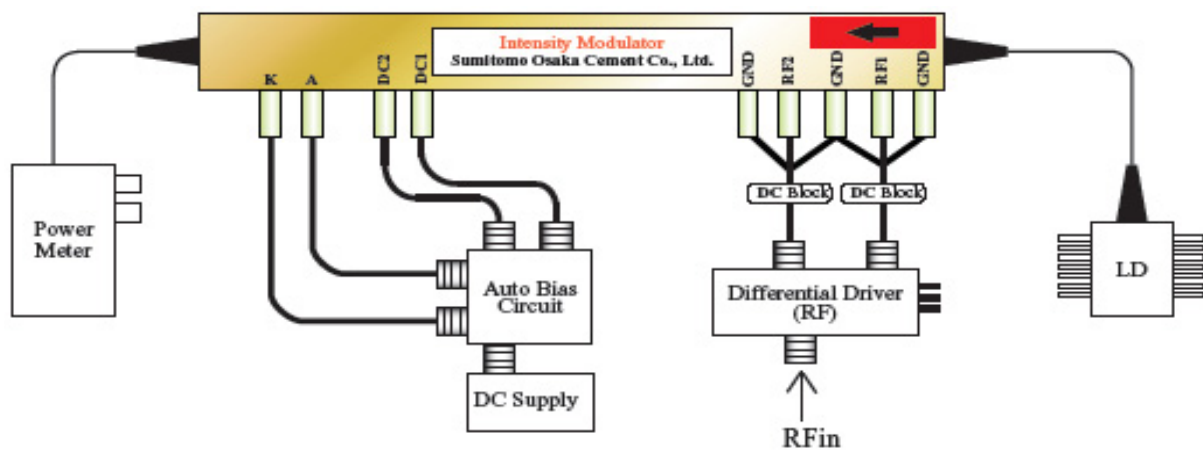 Intensity Modulator
Sumitomo Osaka Cement Co., Ltd.
K
A
DC2
DC1
GND
RF2
GND
RF1
GND
DC Block
DC Block
Power
Meter
Auto Bias
Circuit
Differential Driver
(RF)
LD
DC Supply
RFin